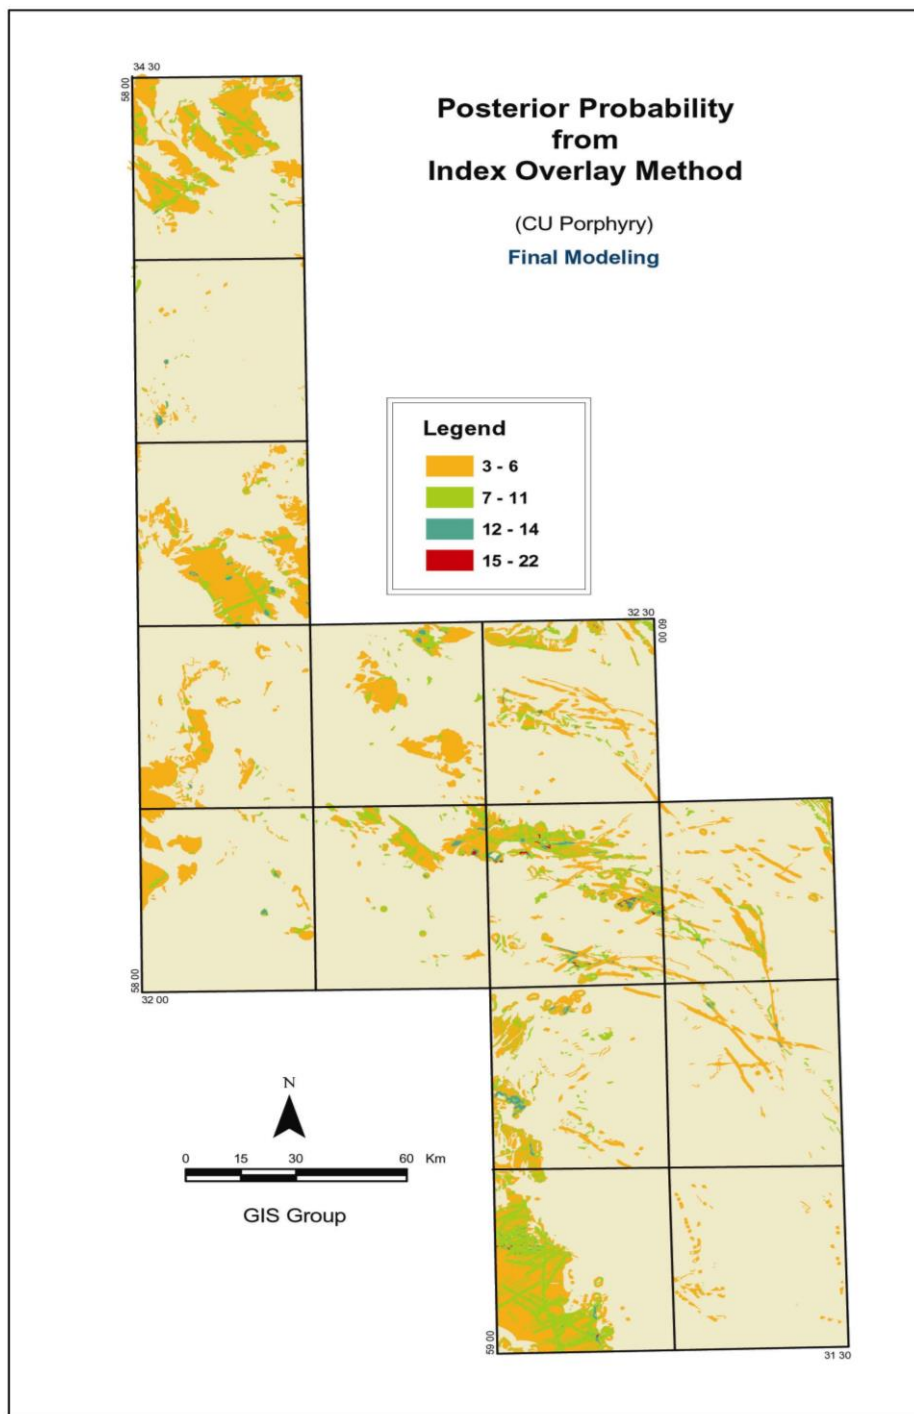 34 30
58 00
Posterior Probability
from
Index Overlay Method
(CU Porphyry)
Final Modeling
Legend
3 - 6
7 - 11
12 - 14
15 - 22
32 30
60 00
58 00
32 00
N
0 15 30 60 Km
GIS Group
59 00
31 30